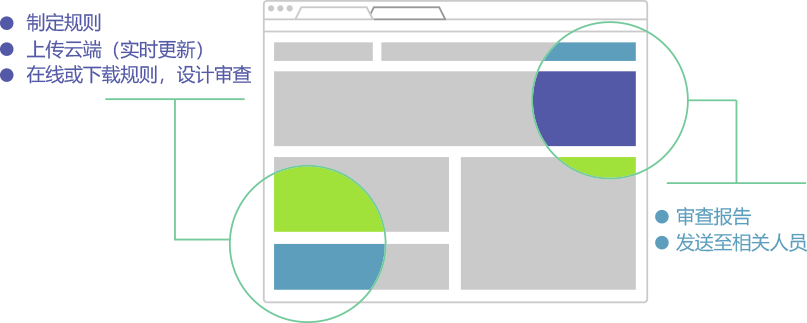 制定规则
上传云端（实时更新）
在线或下载规则，设计审查
审查报告
发送至相关人员